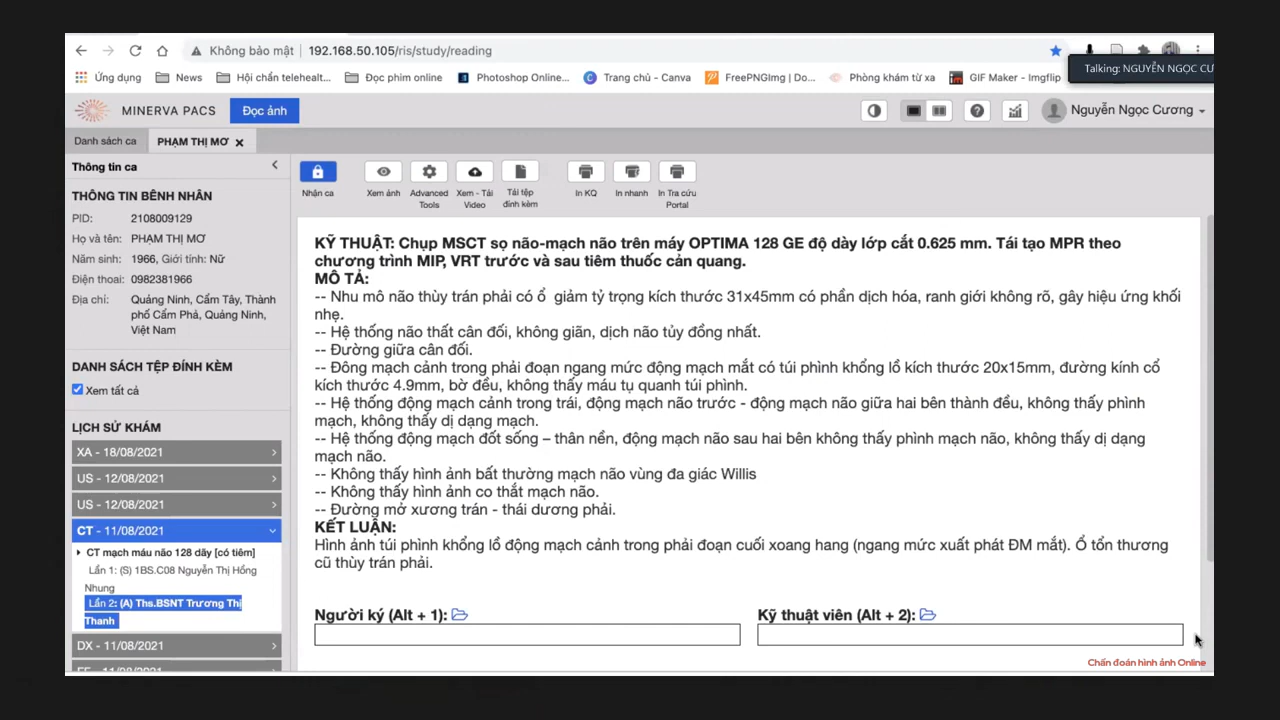 Không bảo mật | 192.168.50.105/ris/study/reading
Ứng dụng News Hội chẩn telehealt... Đọc phim online Photoshop Online... Trang chủ - Canva FreePNGImg | Do... Phòng khám từ xa GIF Maker - Imgflip
Talking: NGUYỄN NGỌC CƯ
MINERVA PACS Đọc ảnh Nguyễn Ngọc Cương
Danh sách ca PHẠM THỊ MƠ
Thông tin ca
THÔNG TIN BỆNH NHÂN
PID: 2108009129
Họ và tên: PHẠM THỊ MƠ
Năm sinh: 1966, Giới tính: Nữ
Điện thoại: 0982381966
Địa chỉ: Quảng Ninh, Cẩm Tây, Thành
phố Cẩm Phả, Quảng Ninh,
Việt Nam
DANH SÁCH TỆP ĐÍNH KÈM
Xem tất cả
LỊCH SỬ KHÁM
XA - 18/08/2021
US - 12/08/2021
US - 12/08/2021
CT - 11/08/2021
CT mạch máu não 128 dãy [có tiêm]
Lần 1: (S) 1BS.C08 Nguyễn Thị Hồng
Nhung
Lần 2: (A) Ths.BSNT Trương Thị
Thanh
DX - 11/08/2021
Nhận ca Xem ảnh Advanced Tools Xem - Tải Video Tải tệp đính kèm In KQ In nhanh In Tra cứu Portal
KỸ THUẬT: Chụp MSCT sọ não-mạch não trên máy OPTIMA 128 GE độ dày lớp cắt 0.625 mm. Tái tạo MPR theo
chương trình MIP, VRT trước và sau tiêm thuốc cản quang.
MÔ TẢ:
-- Nhu mô não thùy trán phải có ổ giảm tỷ trọng kích thước 31x45mm có phần dịch hóa, ranh giới không rõ, gây hiệu ứng khối
nhẹ.
-- Hệ thống não thất cân đối, không giãn, dịch não tủy đồng nhất.
-- Đường giữa cân đối.
-- Đông mạch cảnh trong phải đoạn ngang mức động mạch mắt có túi phình khổng lồ kích thước 20x15mm, đường kính cổ
kích thước 4.9mm, bờ đều, không thấy máu tụ quanh túi phình.
-- Hệ thống động mạch cảnh trong trái, động mạch não trước - động mạch não giữa hai bên thành đều, không thấy phình
mạch, không thấy dị dạng mạch.
-- Hệ thống động mạch đốt sống – thân nền, động mạch não sau hai bên không thấy phình mạch não, không thấy dị dạng
mạch não.
-- Không thấy hình ảnh bất thường mạch não vùng đa giác Willis
-- Không thấy hình ảnh co thắt mạch não.
-- Đường mở xương trán - thái dương phải.
KẾT LUẬN:
Hình ảnh túi phình khổng lồ động mạch cảnh trong phải đoạn cuối xoang hang (ngang mức xuất phát ĐM mắt). Ổ tổn thương
cũ thùy trán phải.
Người ký (Alt + 1): Kỹ thuật viên (Alt + 2):
Chẩn đoán hình ảnh Online